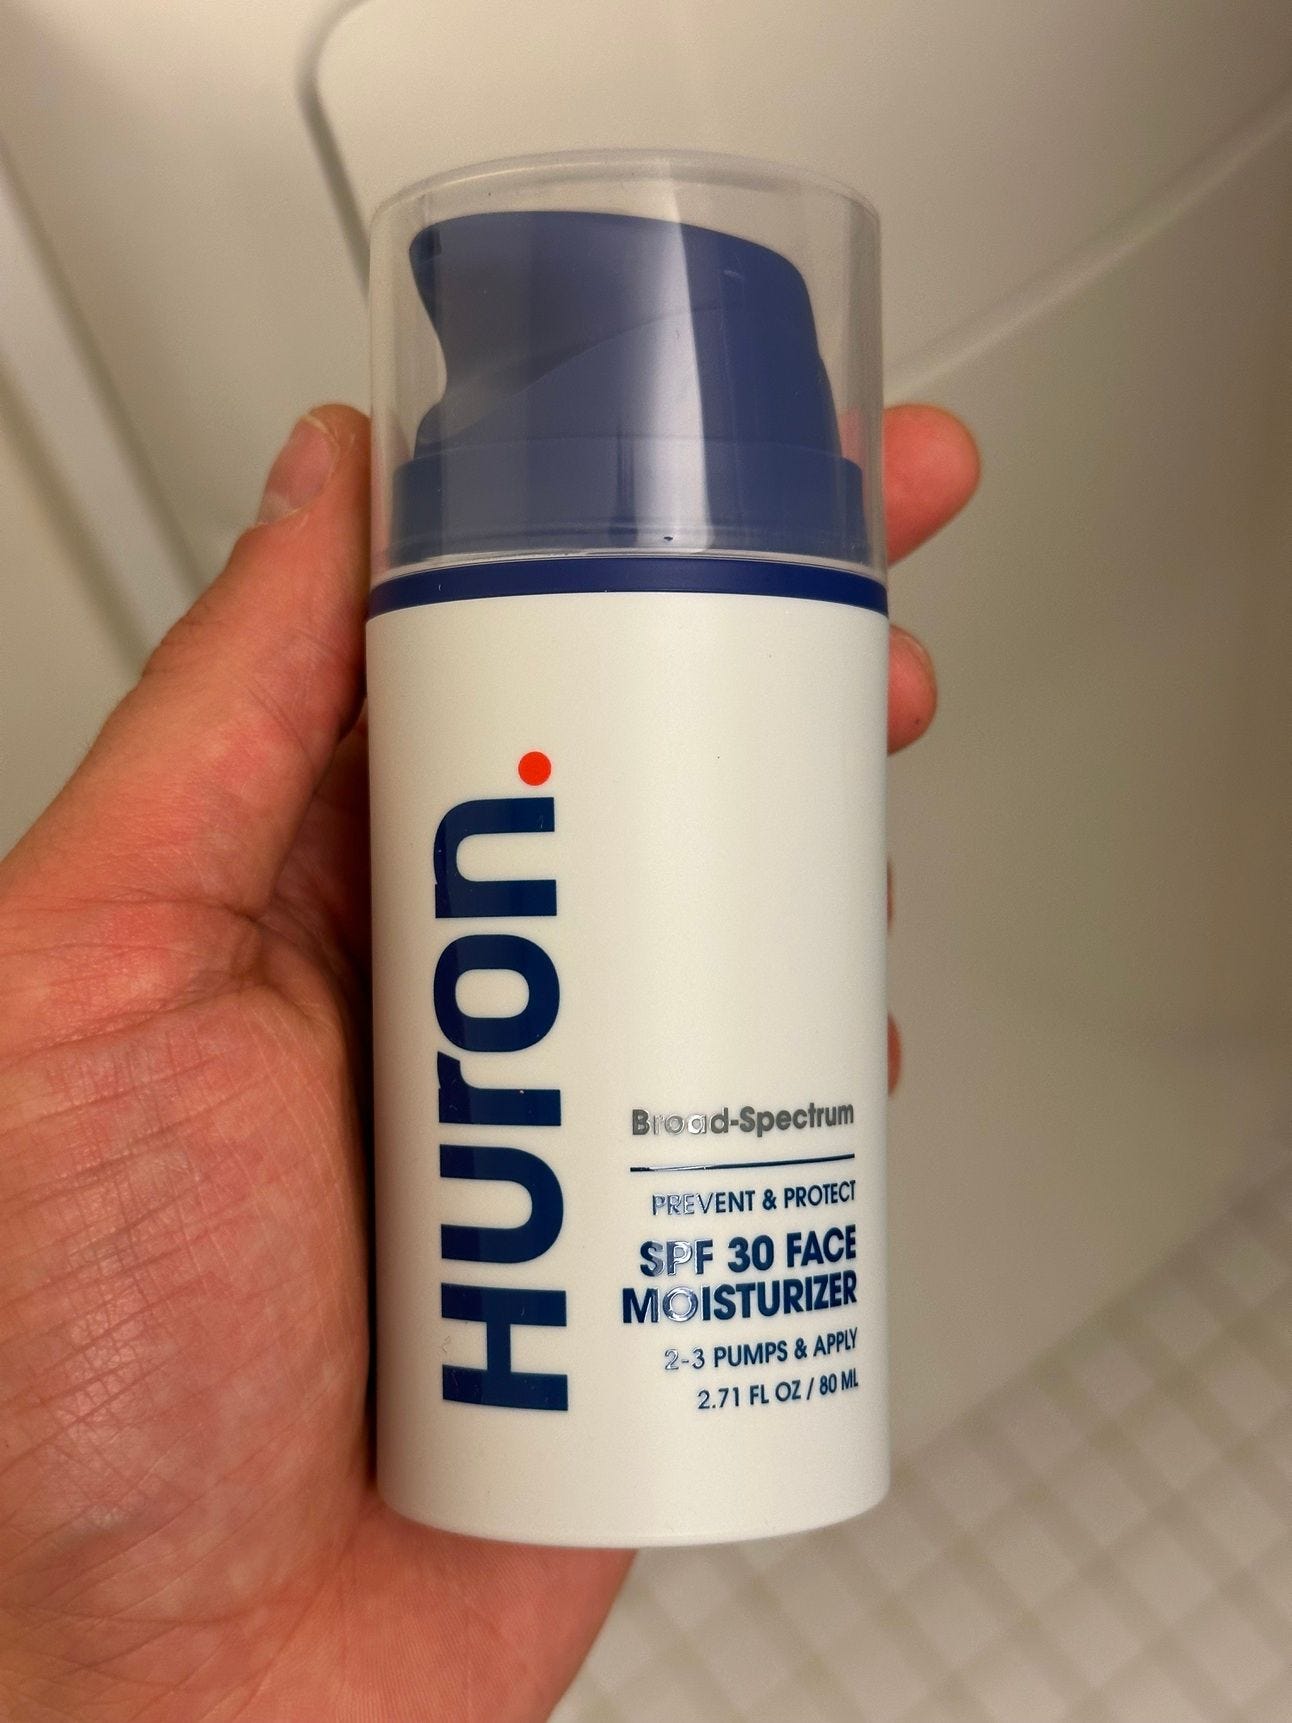 Huron.
Broad-Spectrum
PREVENT & PROTECT
SPF 30 FACE
MOISTURIZER
2-3 PUMPS & APPLY
2.71 FL OZ / 80 ML